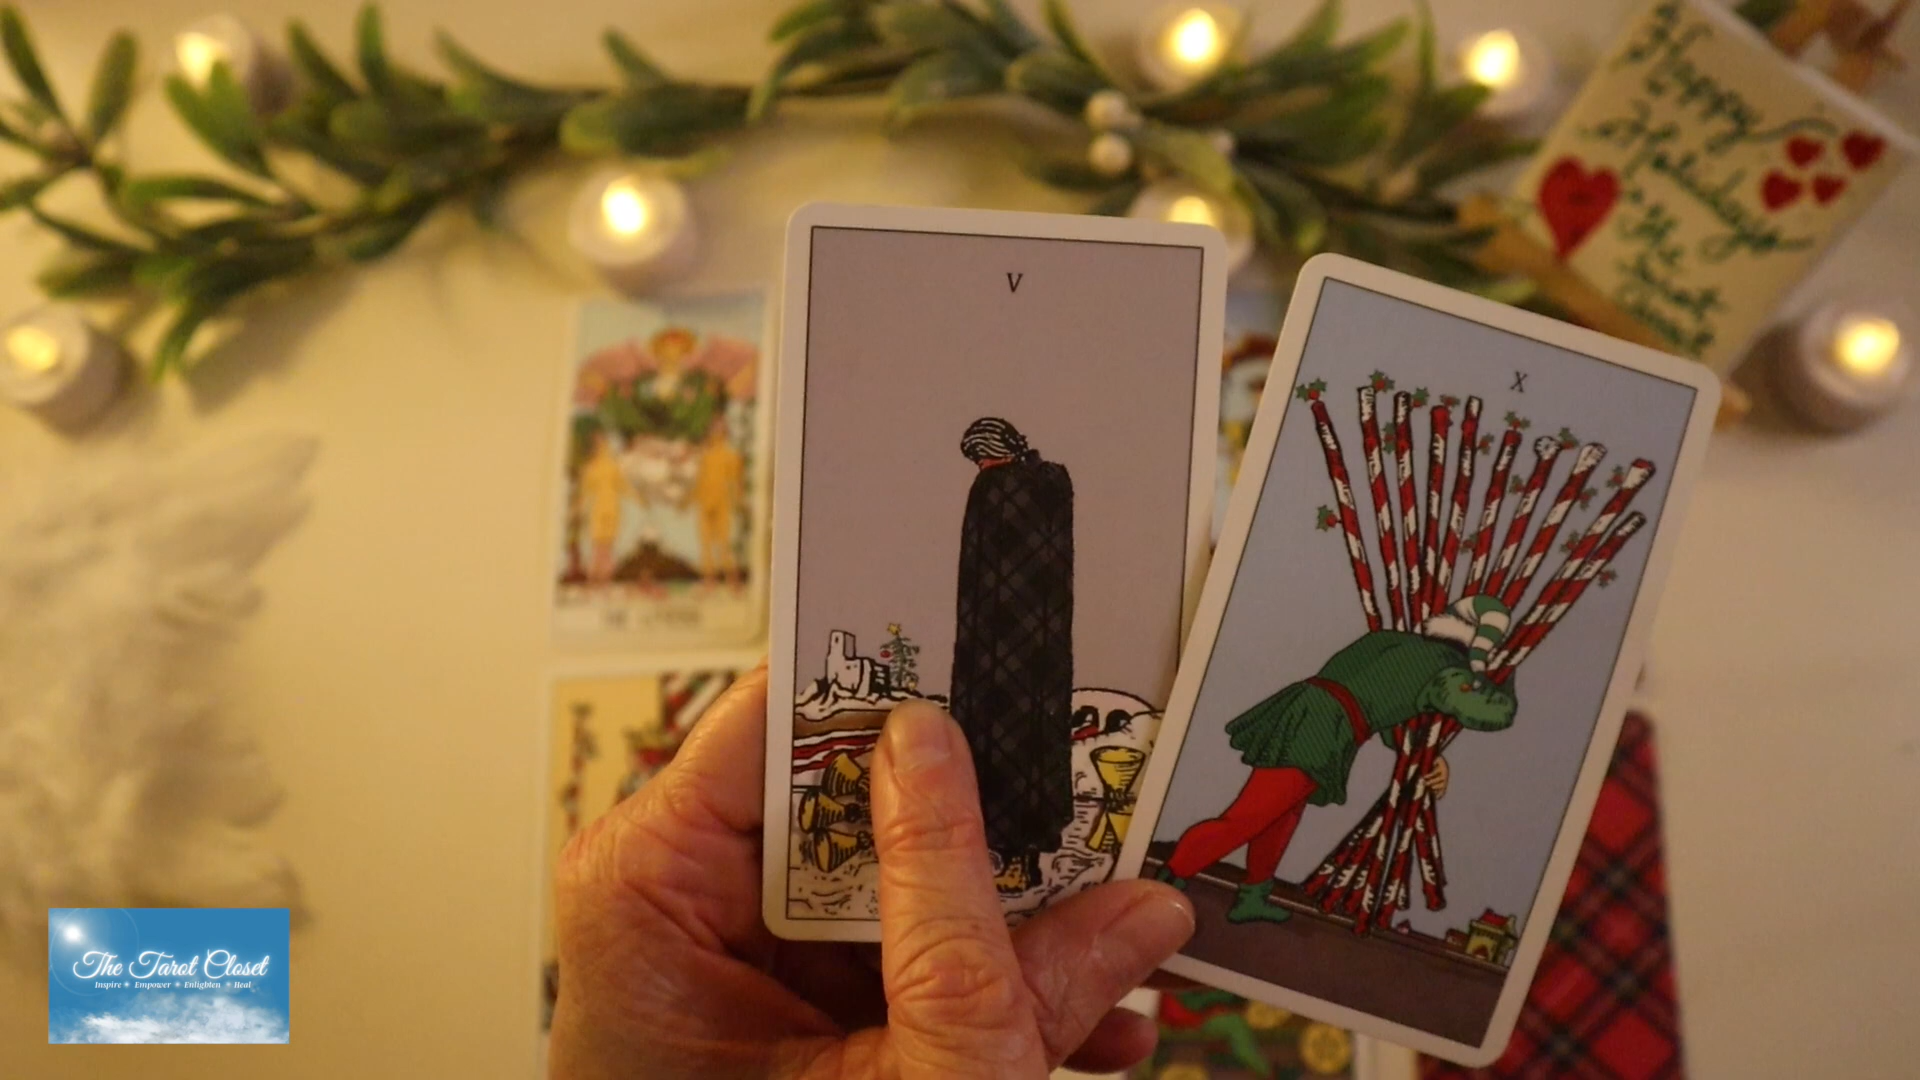 Happy
Holidays
V
X
The Tarot Closet
Inspire * Empower * Enlighten * Heal